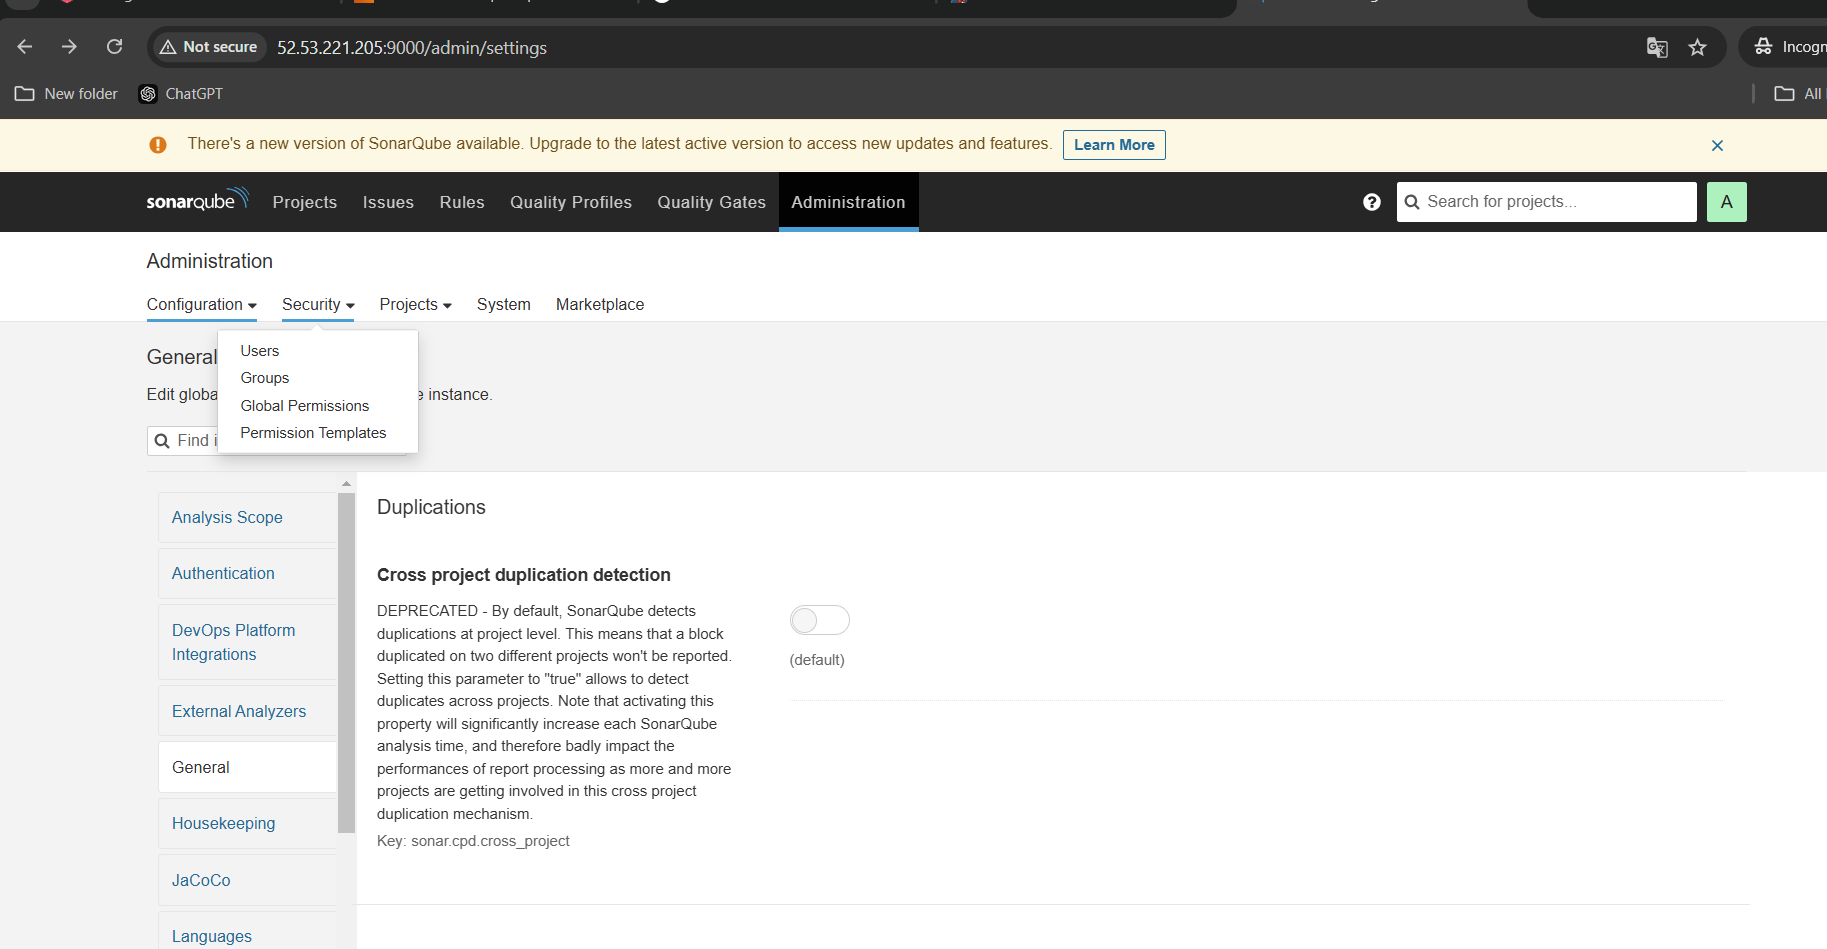 Not secure 52.53.221.205:9000/admin/settings
Incogn
New folder ChatGPT All
There's a new version of SonarQube available. Upgrade to the latest active version to access new updates and features. Learn More
sonarqube Projects Issues Rules Quality Profiles Quality Gates Administration ? Search for projects... A
Administration
Configuration Security Projects System Marketplace
Users
Groups
Global Permissions
Permission Templates
General
Edit globa e instance.
Find i
Analysis Scope
Authentication
DevOps Platform
Integrations
External Analyzers
General
Housekeeping
JaCoCo
Languages
Duplications
Cross project duplication detection
DEPRECATED - By default, SonarQube detects
duplications at project level. This means that a block
duplicated on two different projects won't be reported.
Setting this parameter to "true" allows to detect
duplicates across projects. Note that activating this
property will significantly increase each SonarQube
analysis time, and therefore badly impact the
performances of report processing as more and more
projects are getting involved in this cross project
duplication mechanism.
Key: sonar.cpd.cross_project
(default)